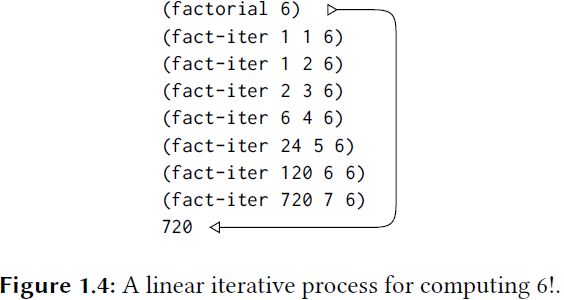 (factorial 6)
(fact-iter 1 1 6)
(fact-iter 1 2 6)
(fact-iter 2 3 6)
(fact-iter 6 4 6)
(fact-iter 24 5 6)
(fact-iter 120 6 6)
(fact-iter 720 7 6)
720
Figure 1.4: A linear iterative process for computing 6!.